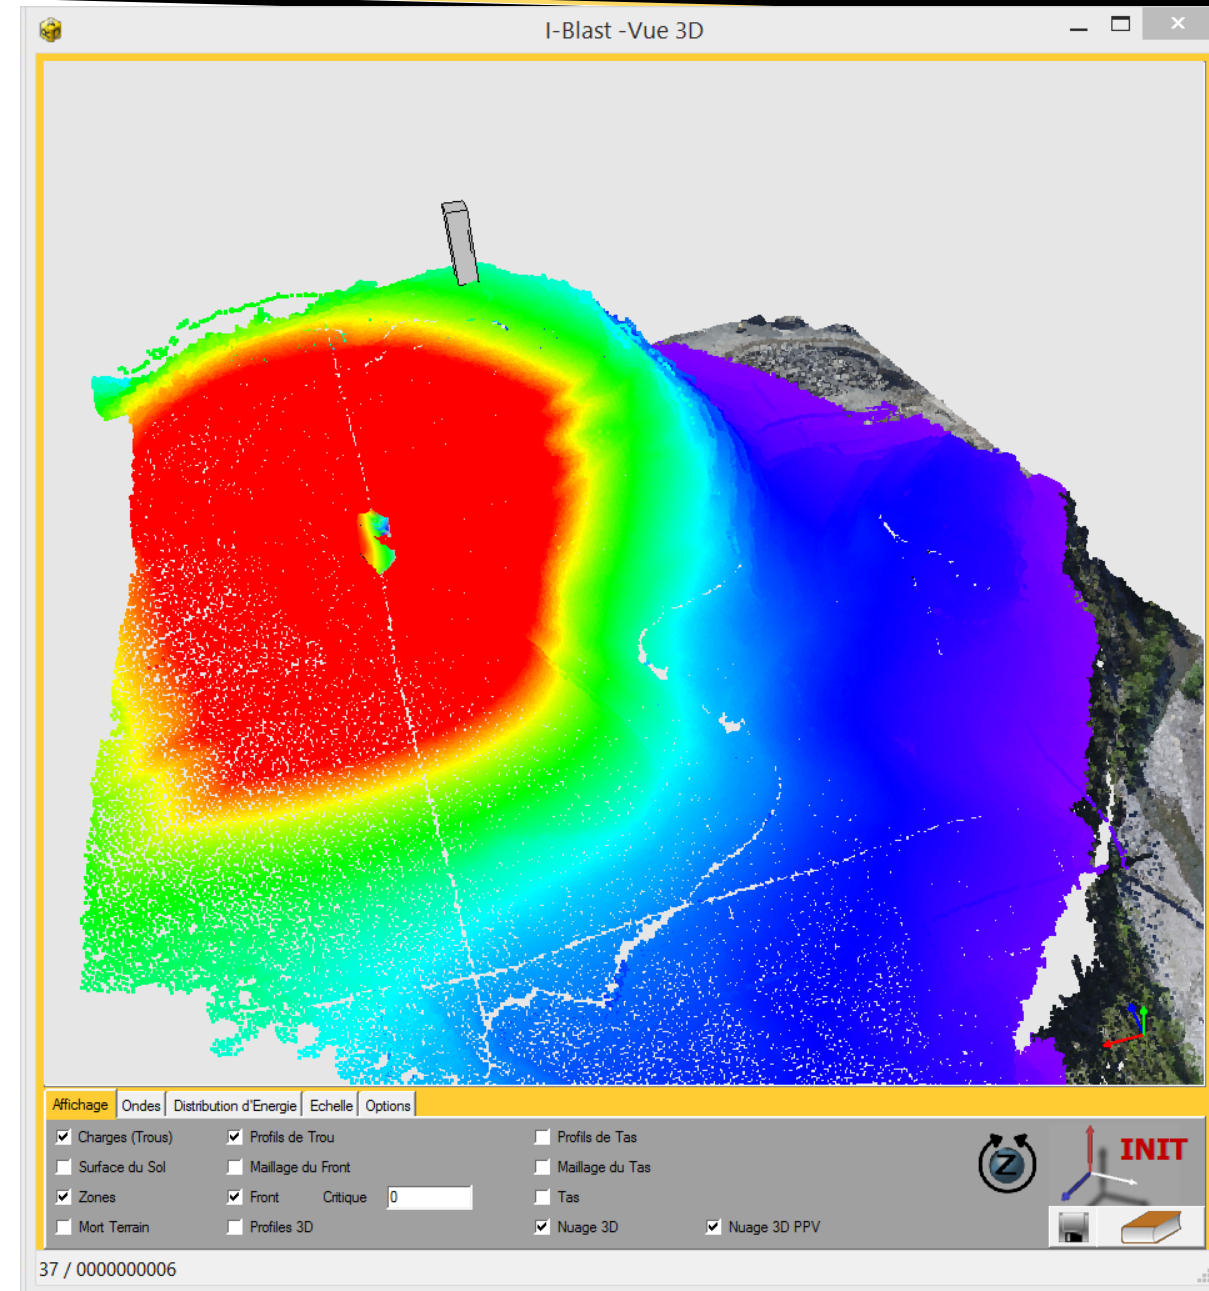 I-Blast -Vue 3D
Affichage Ondes Distribution d'Energie Echelle Options
Charges (Trous) Profils de Trou Profils de Tas
Surface du Sol Maillage du Front Maillage du Tas
Zones Front Critique 0 Tas
Mort Terrain Profiles 3D Nuage 3D Nuage 3D PPV
Z INIT
37 / 0000000006